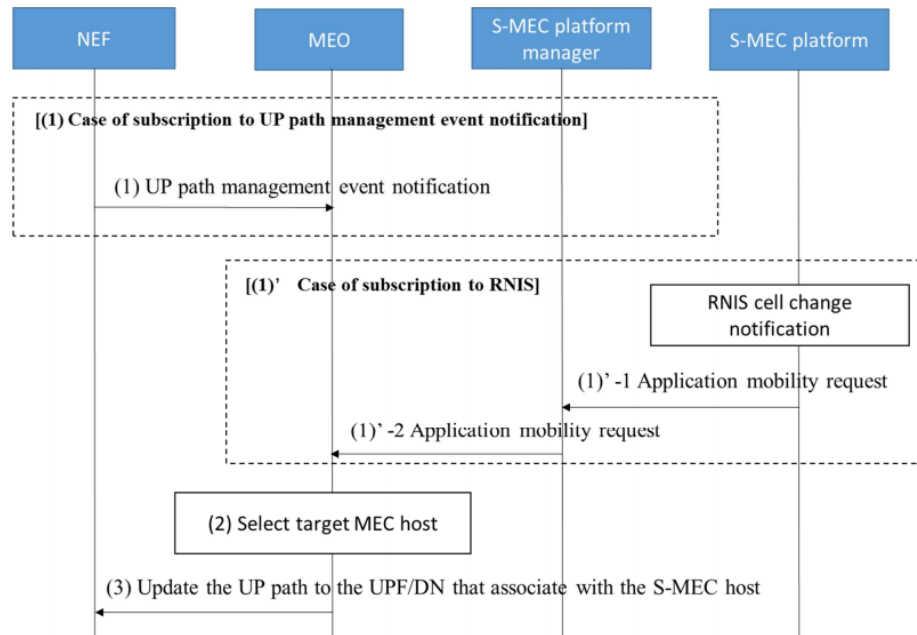 NEF
MEO
S-MEC platform
manager
S-MEC platform
[(1) Case of subscription to UP path management event notification]
(1) UP path management event notification
[(1)’ Case of subscription to RNIS]
RNIS cell change
notification
(1)’ -1 Application mobility request
(1)’ -2 Application mobility request
(2) Select target MEC host
(3) Update the UP path to the UPF/DN that associate with the S-MEC host